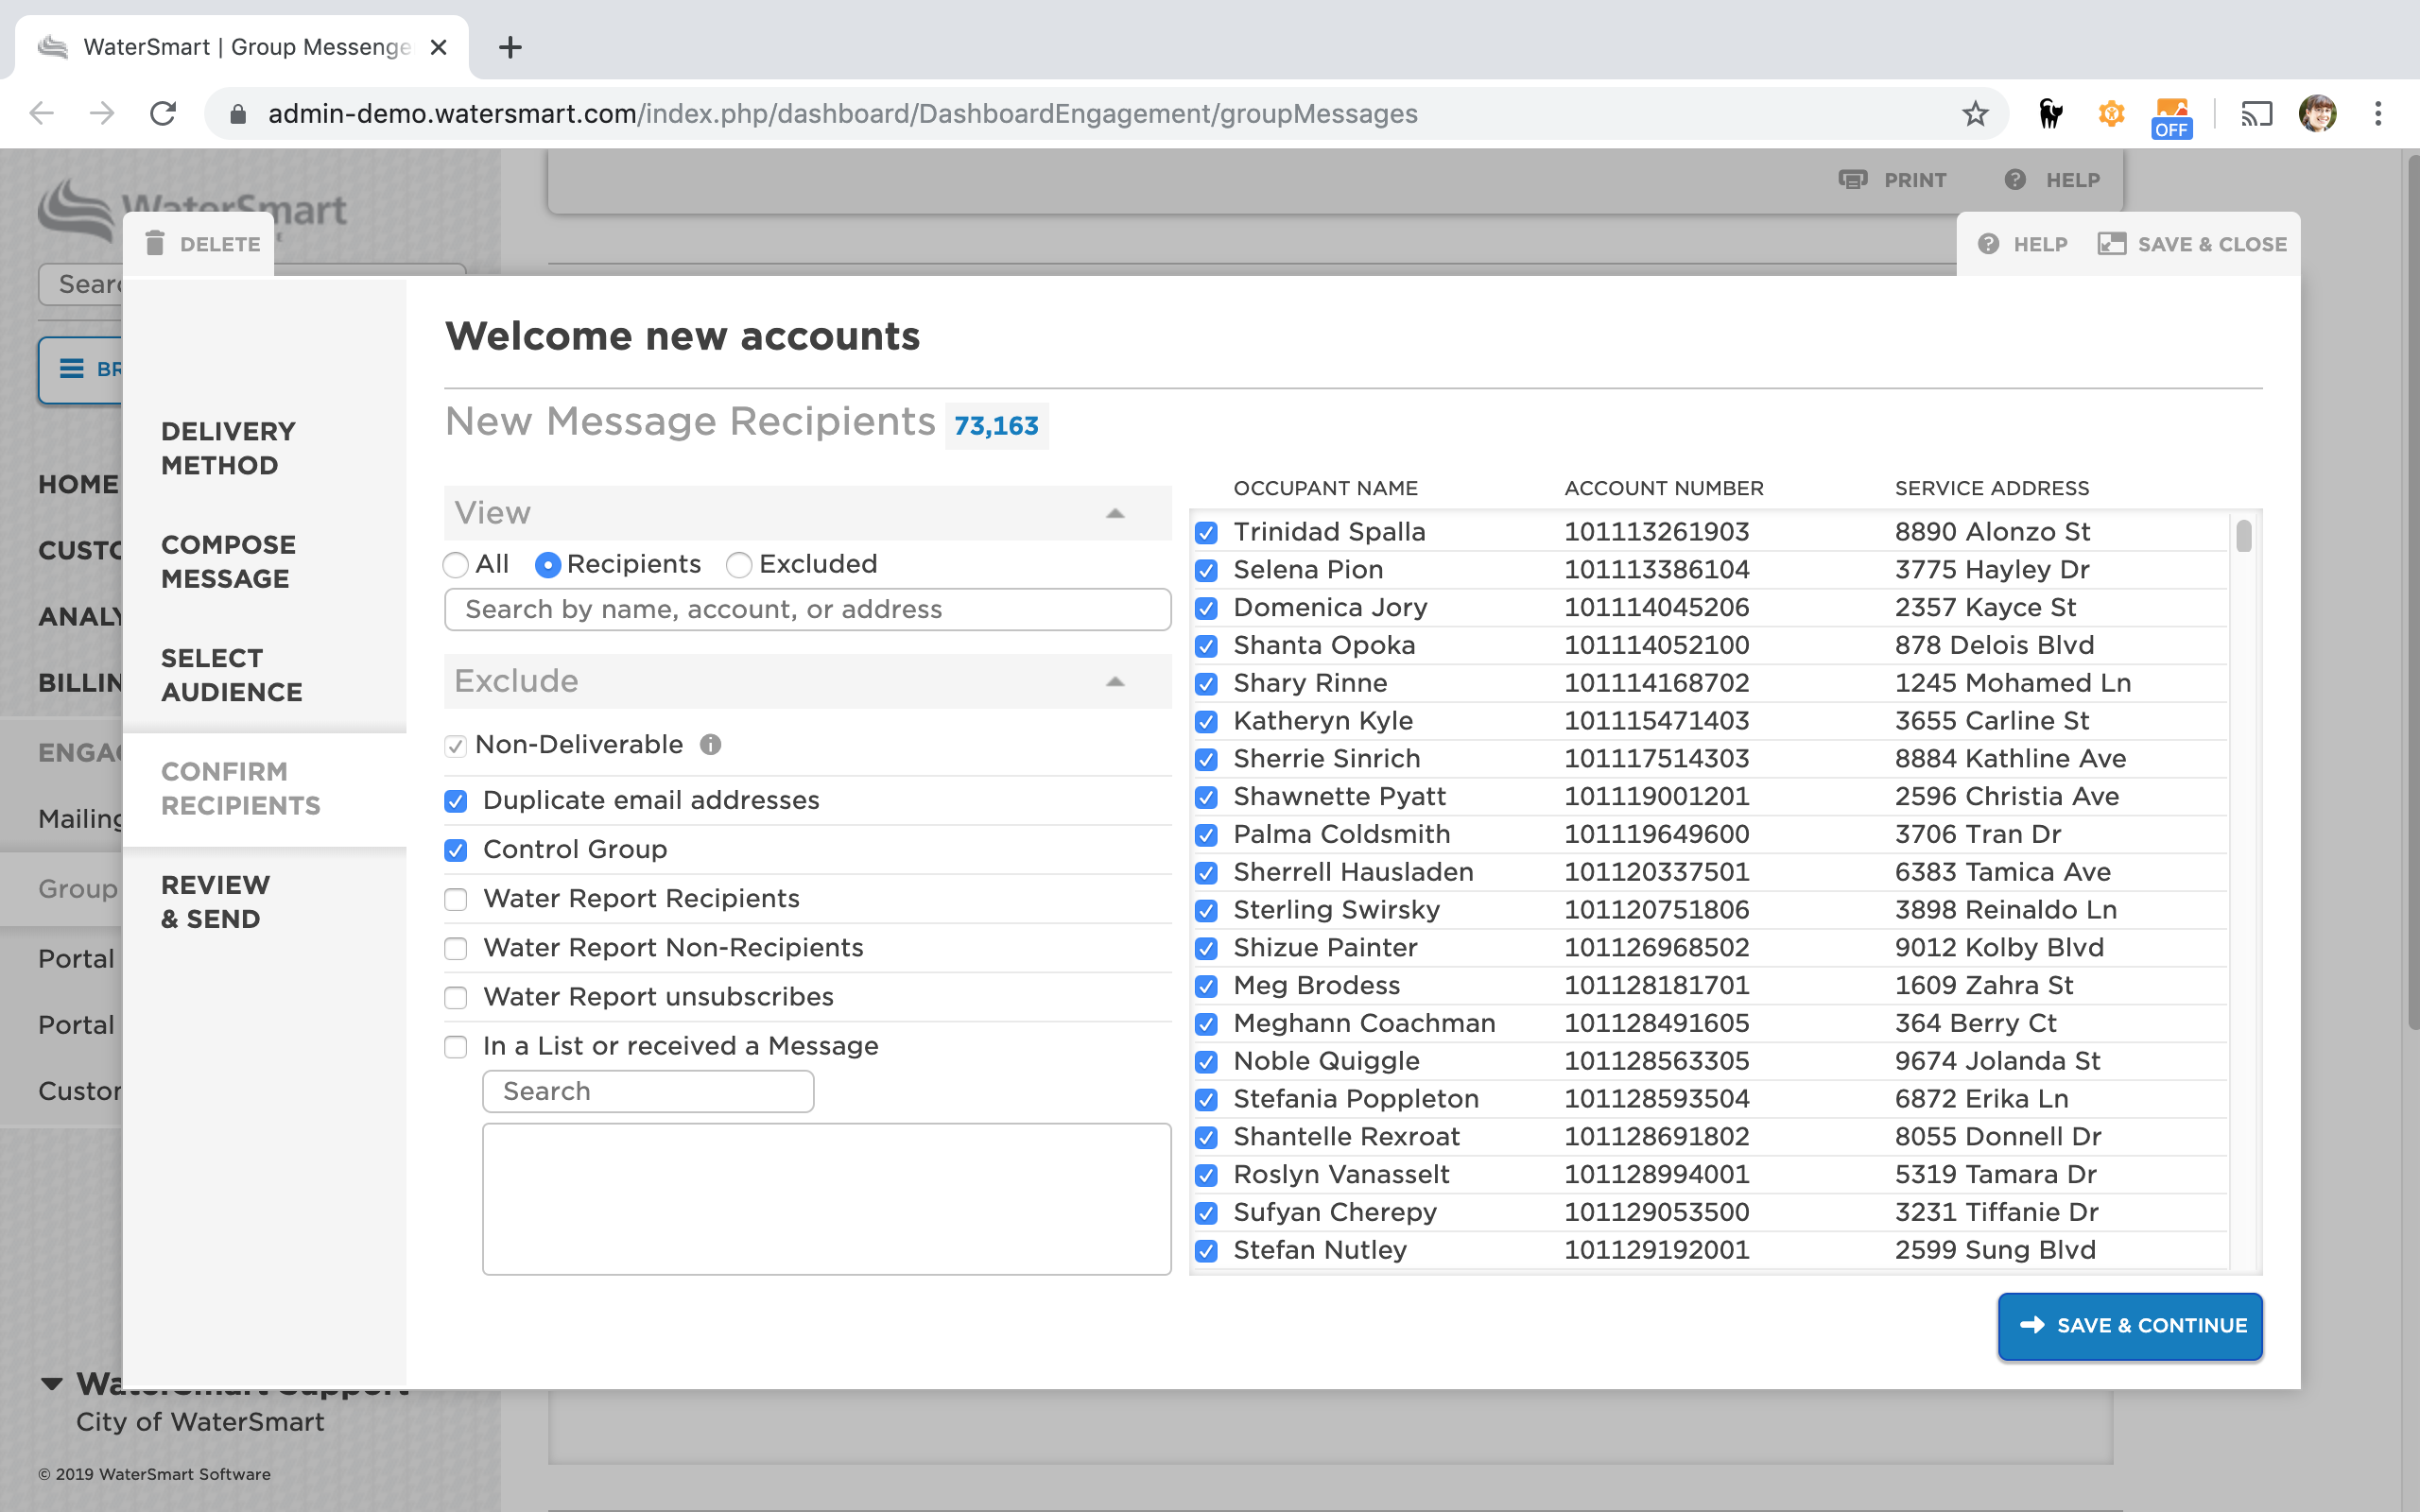 WaterSmart | Group Messenge
admin-demo.watersmart.com/index.php/dashboard/DashboardEngagement/groupMessages
OFF
PRINT
HELP
WaterSmart
DELETE
HELP
SAVE & CLOSE
Sear
BR
HOME
CUSTO
ANALY
BILLIN
ENGA
Mailing
Group
Portal
Portal
Custor
DELIVERY
METHOD
COMPOSE
MESSAGE
SELECT
AUDIENCE
CONFIRM
RECIPIENTS
REVIEW
& SEND
Welcome new accounts
New Message Recipients 73,163
View
All Recipients Excluded
Search by name, account, or address
Exclude
Non-Deliverable
Duplicate email addresses
Control Group
Water Report Recipients
Water Report Non-Recipients
Water Report unsubscribes
In a List or received a Message
Search
OCCUPANT NAME ACCOUNT NUMBER SERVICE ADDRESS
Trinidad Spalla 101113261903 8890 Alonzo St
Selena Pion 101113386104 3775 Hayley Dr
Domenica Jory 101114045206 2357 Kayce St
Shanta Opoka 101114052100 878 Delois Blvd
Shary Rinne 101114168702 1245 Mohamed Ln
Katheryn Kyle 101115471403 3655 Carline St
Sherrie Sinrich 101117514303 8884 Kathline Ave
Shawnette Pyatt 101119001201 2596 Christia Ave
Palma Coldsmith 101119649600 3706 Tran Dr
Sherrell Hausladen 101120337501 6383 Tamica Ave
Sterling Swirsky 101120751806 3898 Reinaldo Ln
Shizue Painter 101126968502 9012 Kolby Blvd
Meg Brodess 101128181701 1609 Zahra St
Meghann Coachman 101128491605 364 Berry Ct
Noble Quiggle 101128563305 9674 Jolanda St
Stefania Poppleton 101128593504 6872 Erika Ln
Shantelle Rexroat 101128691802 8055 Donnell Dr
Roslyn Vanasselt 101128994001 5319 Tamara Dr
Sufyan Cherepy 101129053500 3231 Tiffanie Dr
Stefan Nutley 101129192001 2599 Sung Blvd
SAVE & CONTINUE
WaterSmart Support
City of WaterSmart
© 2019 WaterSmart Software